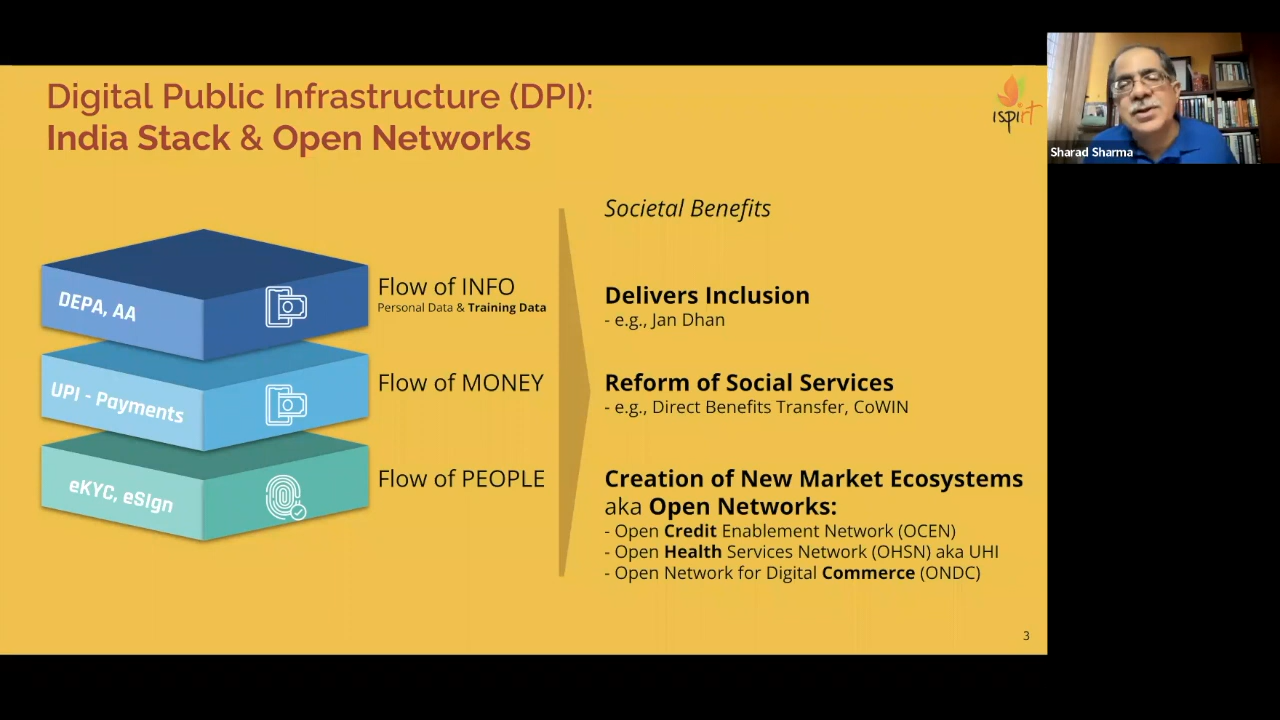 Digital Public Infrastructure (DPI):
India Stack & Open Networks
ispirt
Sharad Sharma
DEPA, AA
Flow of INFO
Personal Data & Training Data
UPI - Payments
Flow of MONEY
eKYC, eSign
Flow of PEOPLE
Societal Benefits
Delivers Inclusion
- e.g., Jan Dhan
Reform of Social Services
- e.g., Direct Benefits Transfer, CoWIN
Creation of New Market Ecosystems
aka Open Networks:
- Open Credit Enablement Network (OCEN)
- Open Health Services Network (OHSN) aka UHI
- Open Network for Digital Commerce (ONDC)
3